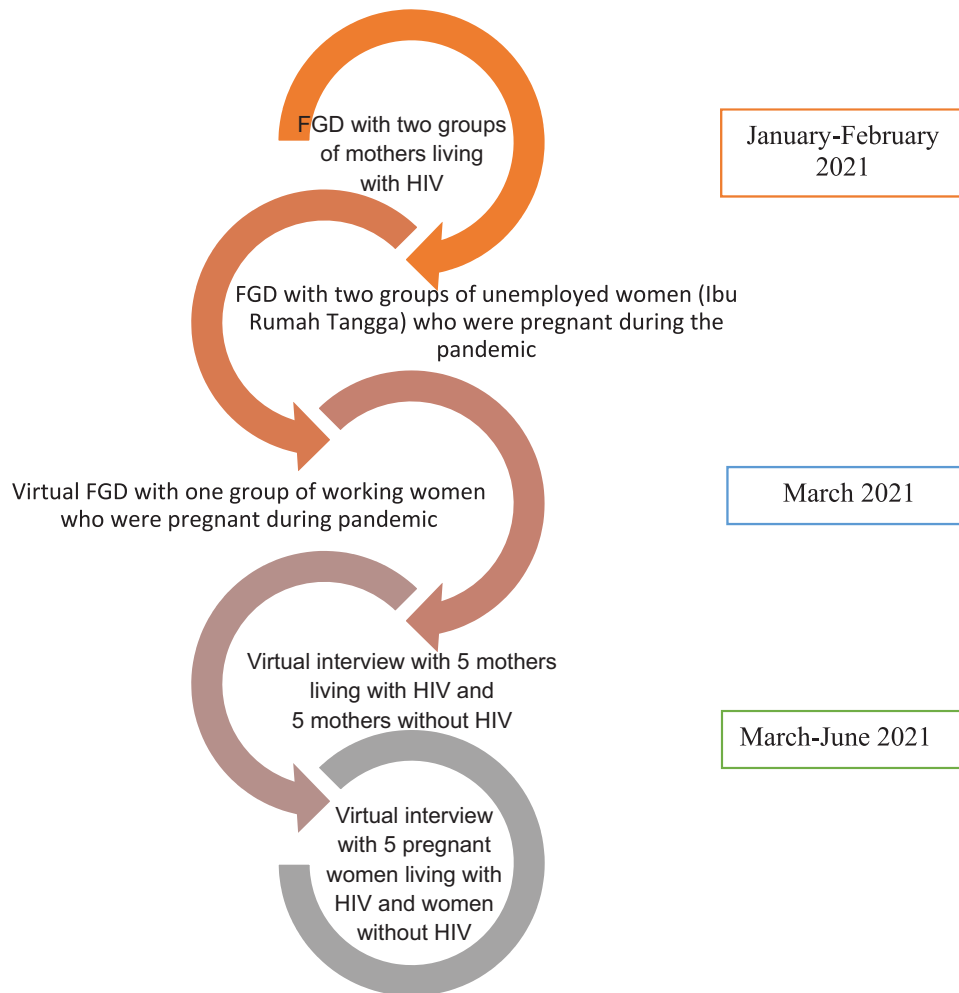 FGD with two groups
of mothers living
with HIV
January-February
2021
FGD with two groups of unemployed women (Ibu
Rumah Tangga) who were pregnant during the
pandemic
Virtual FGD with one group of working women
who were pregnant during pandemic
March 2021
Virtual interview with 5 mothers
living with HIV and
5 mothers without HIV
March-June 2021
Virtual interview
with 5 pregnant
women living with
HIV and women
without HIV